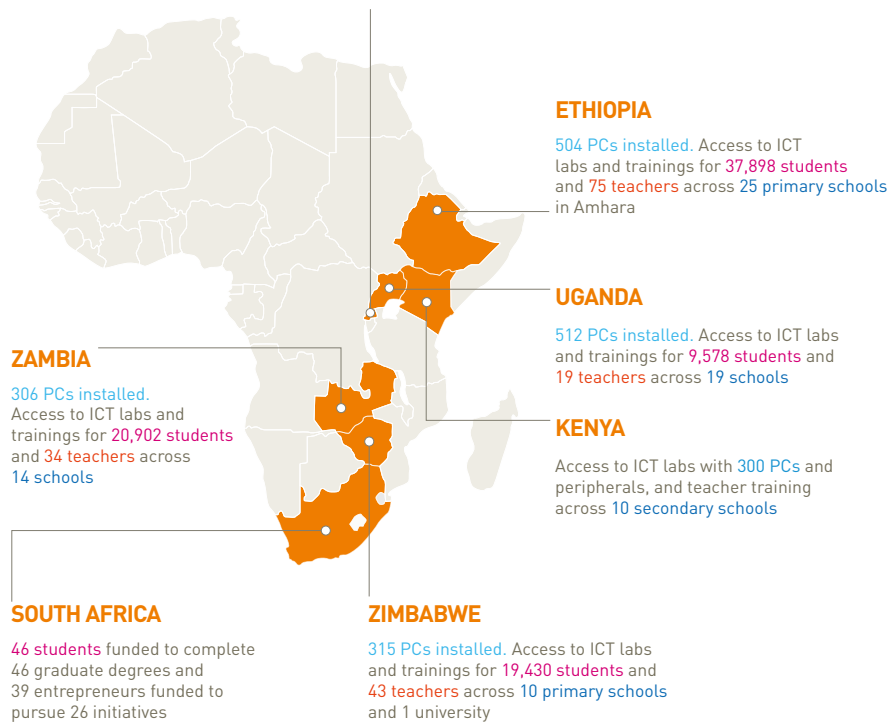 ETHIOPIA
504 PCs installed. Access to ICT
labs and trainings for 37,898 students
and 75 teachers across 25 primary schools
in Amhara
UGANDA
512 PCs installed. Access to ICT labs
and trainings for 9,578 students and
19 teachers across 19 schools
ZAMBIA
306 PCs installed.
Access to ICT labs and
trainings for 20,902 students
and 34 teachers across
14 schools
KENYA
Access to ICT labs with 300 PCs and
peripherals, and teacher training
across 10 secondary schools
SOUTH AFRICA
46 students funded to complete
46 graduate degrees and
39 entrepreneurs funded to
pursue 26 initiatives
ZIMBABWE
315 PCs installed. Access to ICT labs
and trainings for 19,430 students and
43 teachers across 10 primary schools
and 1 university